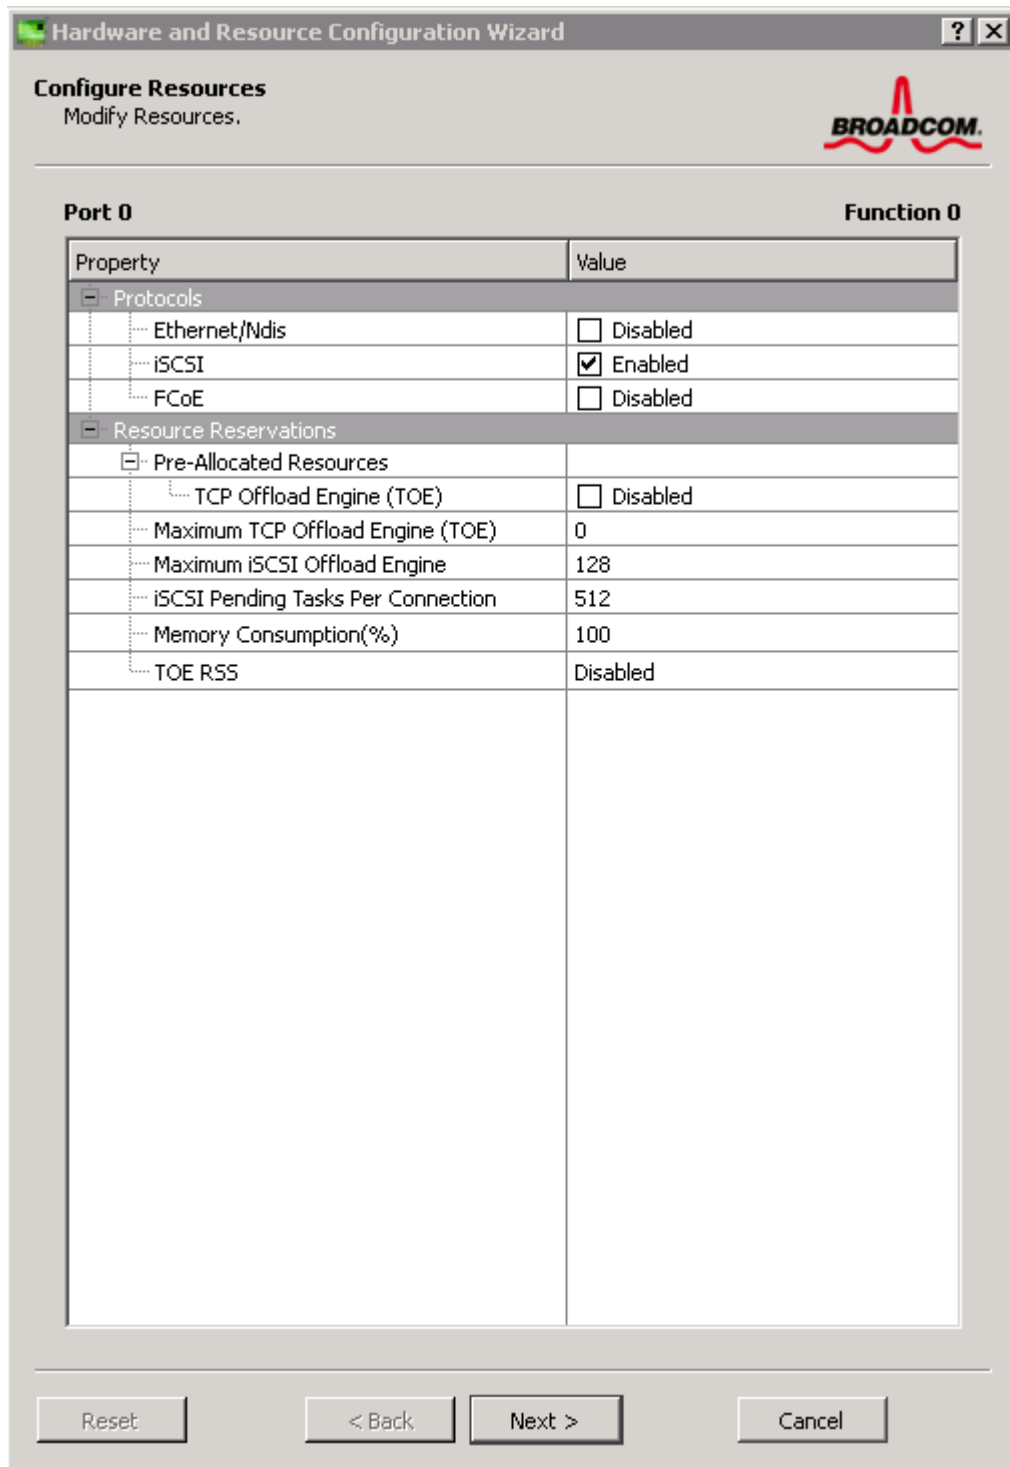 Hardware and Resource Configuration Wizard
Configure Resources
Modify Resources.
BROADCOM.
Port 0 Function 0
Property Value
Protocols
Ethernet/Ndis Disabled
iSCSI Enabled
FCoE Disabled
Resource Reservations
Pre-Allocated Resources
TCP Offload Engine (TOE) Disabled
Maximum TCP Offload Engine (TOE) 0
Maximum iSCSI Offload Engine 128
iSCSI Pending Tasks Per Connection 512
Memory Consumption(%) 100
TOE RSS Disabled
Reset < Back Next > Cancel